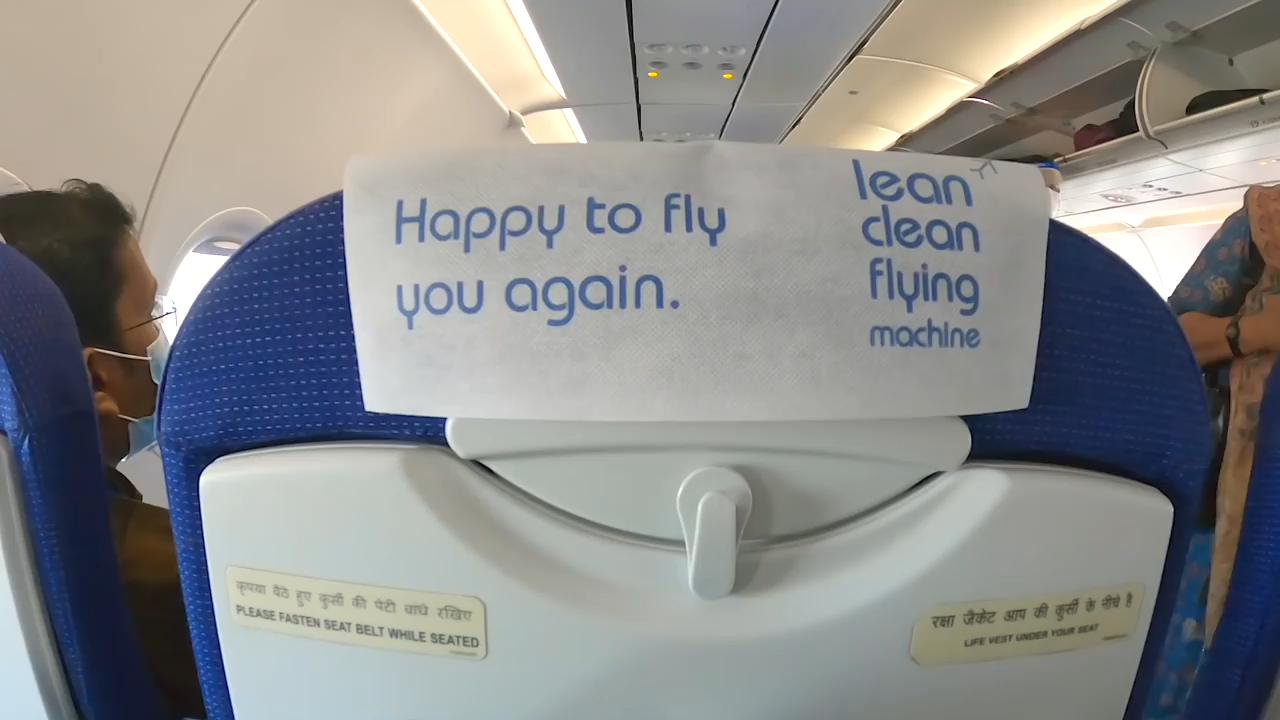 Happy to fly
you again.
lean
clean
flying
machine
कृपया बैठे हुए कुर्सी की पेटी बांधे रखिए
PLEASE FASTEN SEAT BELT WHILE SEATED
रक्षा जैकेट आप की कुर्सी के नीचे है
LIFE VEST UNDER YOUR SEAT
12